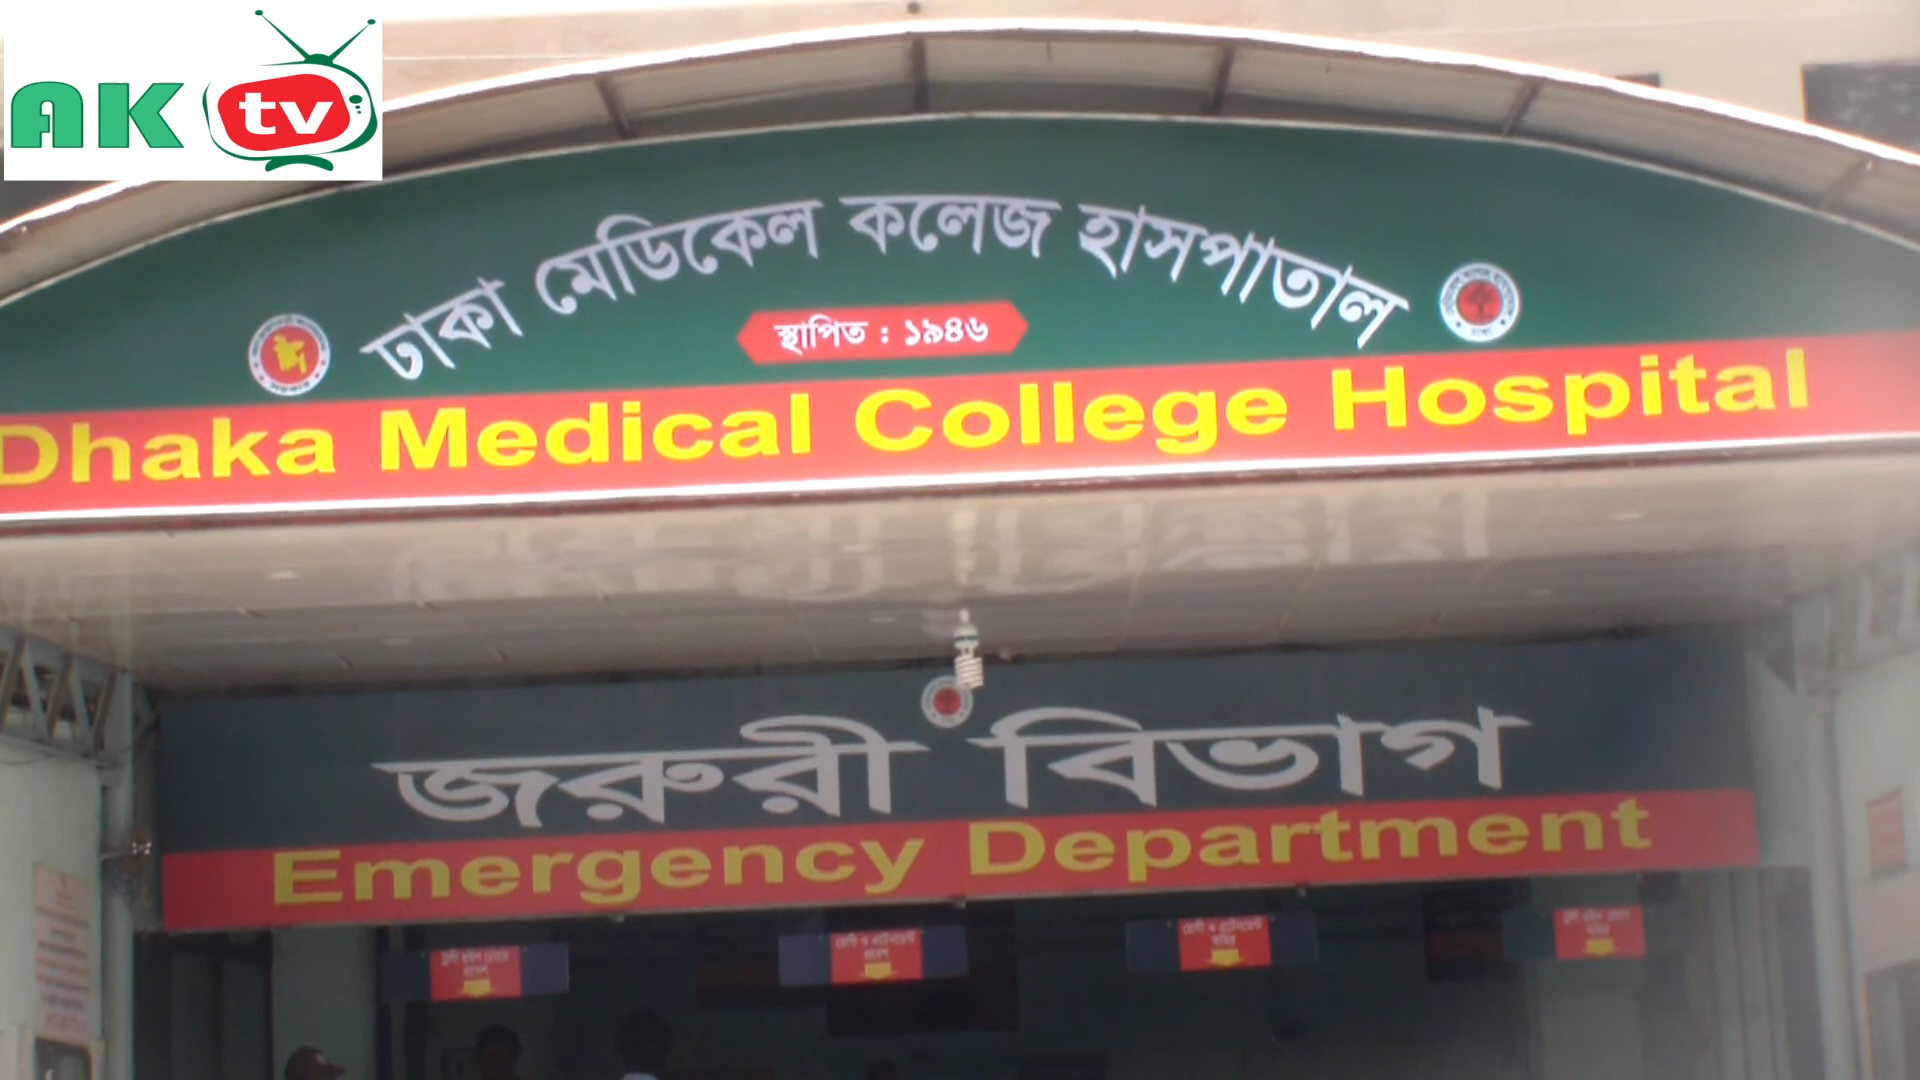 AK tv
ঢাকা মেডিকেল কলেজ হাসপাতাল
স্থাপিত : ১৯৪৬
Dhaka Medical College Hospital
জরুরী বিভাগ
Emergency Department